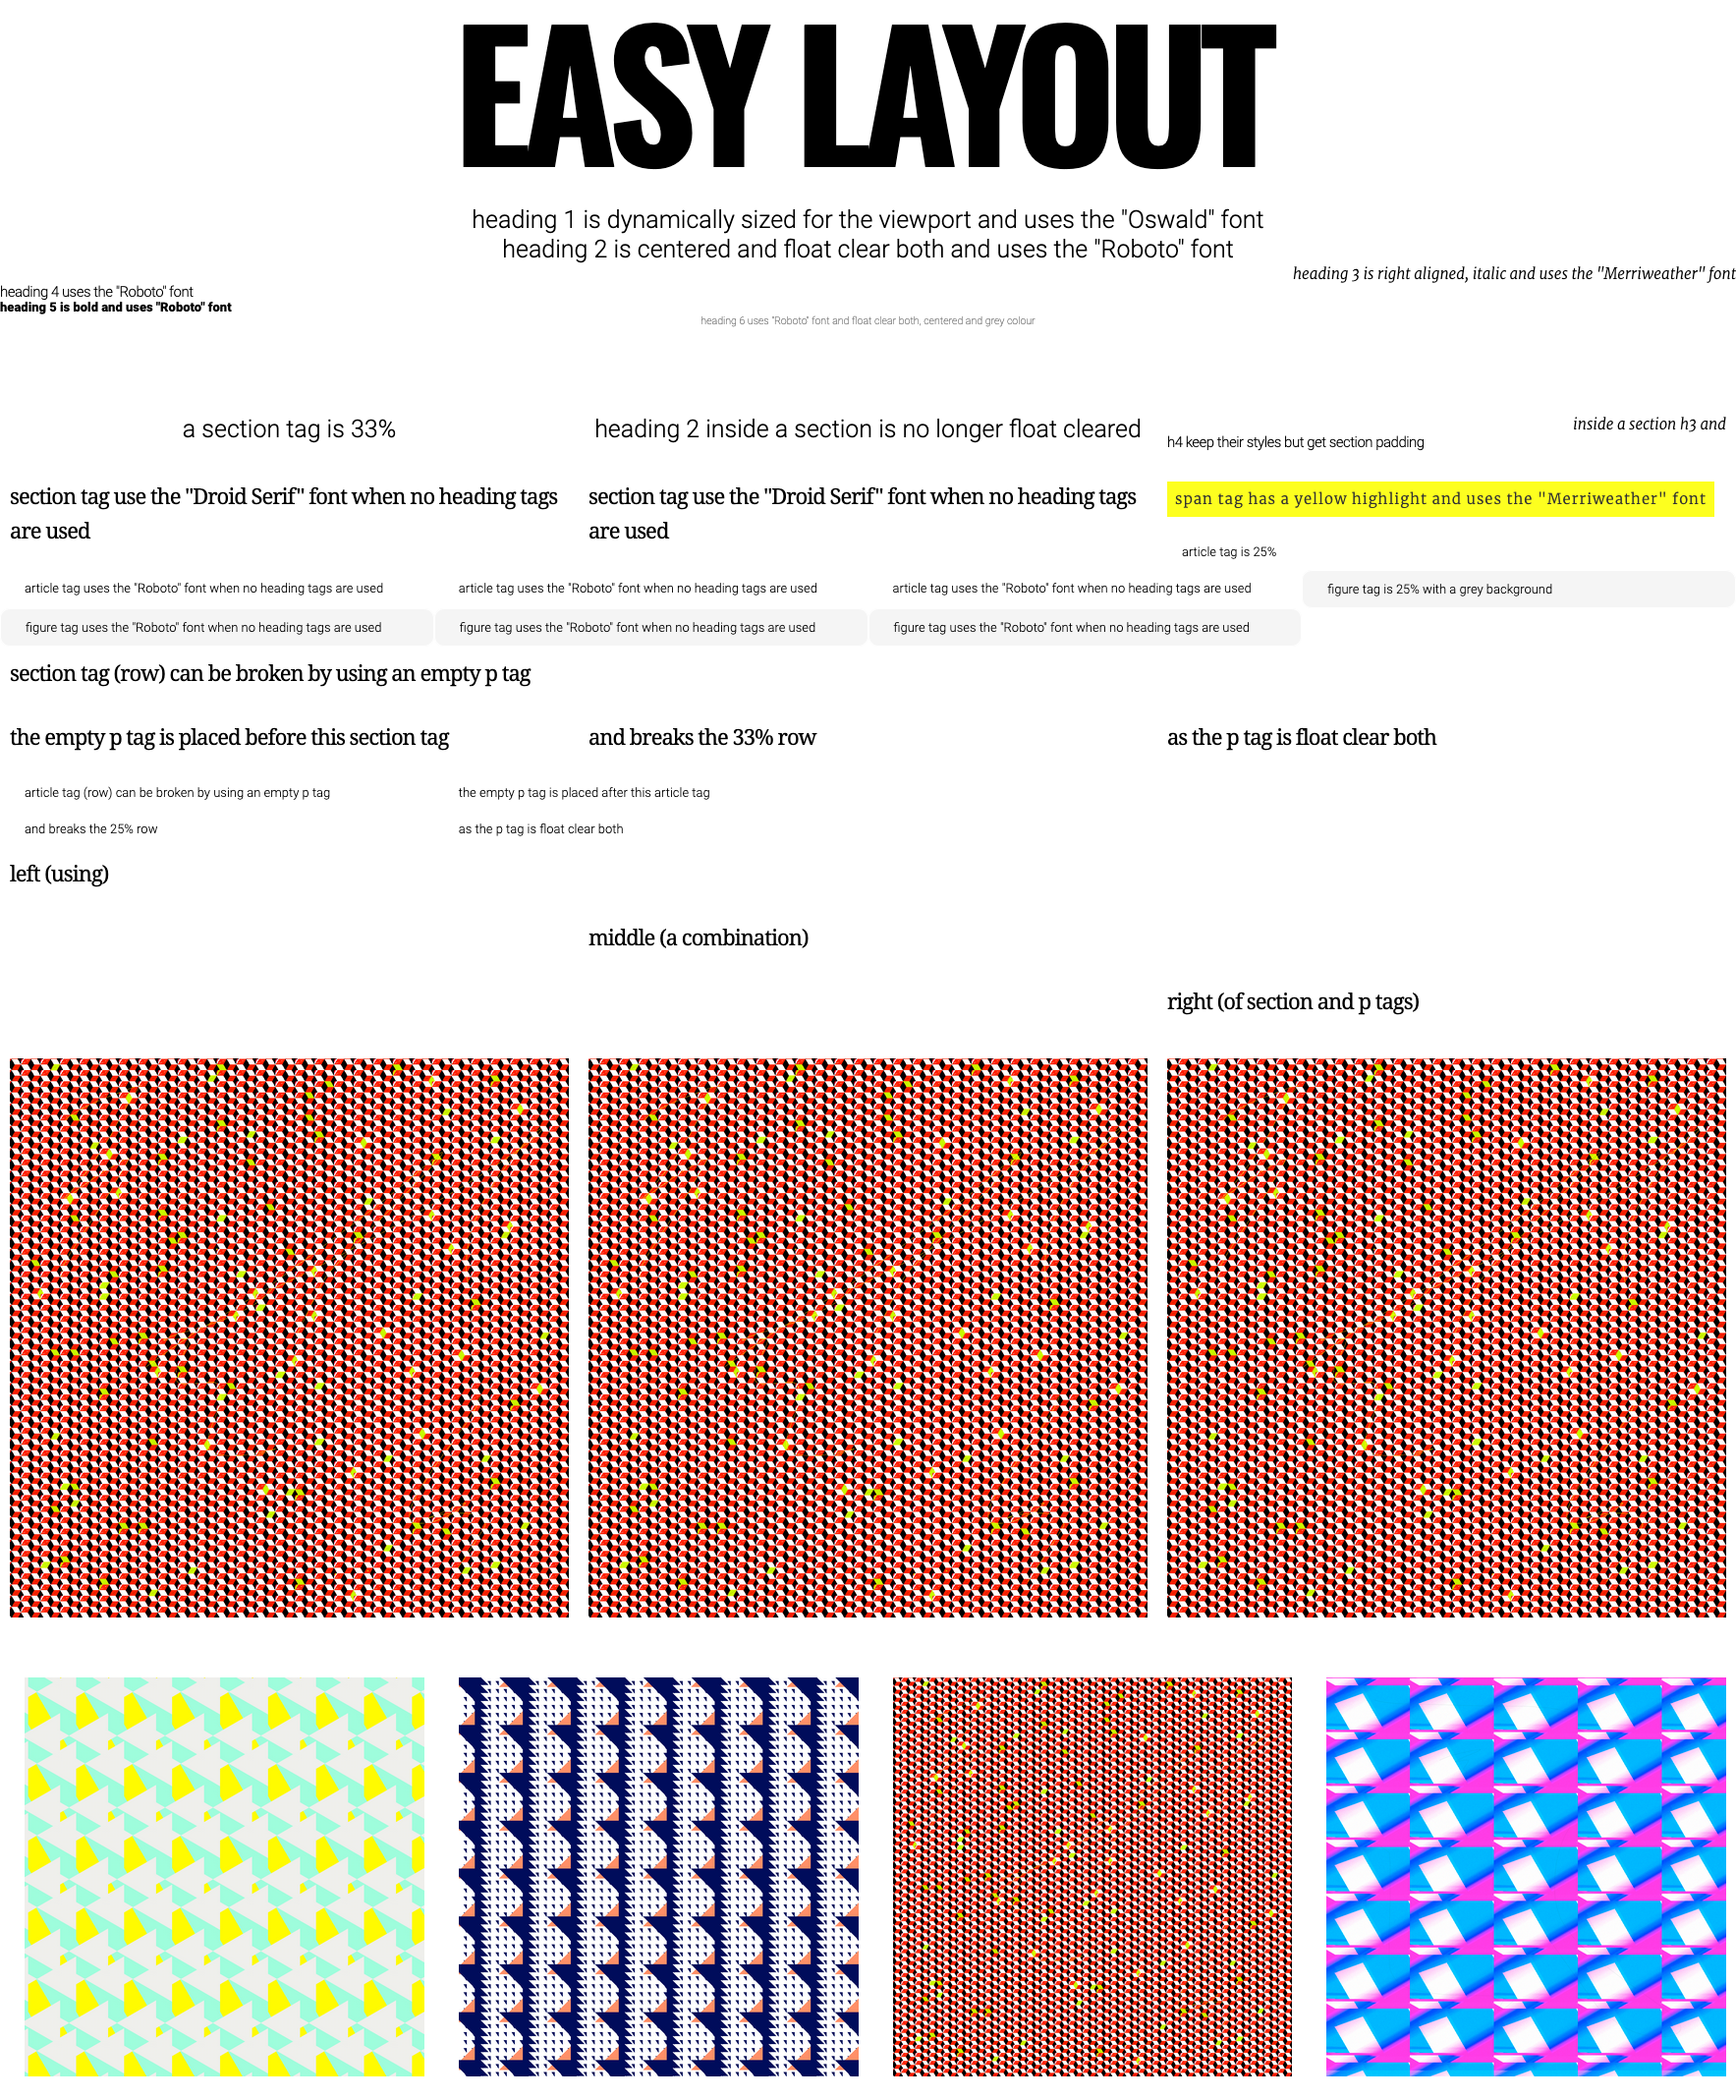 EASY LAYOUT
heading 1 is dynamically sized for the viewport and uses the "Oswald" font
heading 2 is centered and float clear both and uses the "Roboto" font
heading 3 is right aligned, italic and uses the "Merriweather" font
heading 4 uses the "Roboto" font
heading 5 is bold and uses "Roboto" font
heading 6 uses "Roboto" font and float clear both, centered and grey colour
a section tag is 33%
heading 2 inside a section is no longer float cleared
inside a section h3 and
h4 keep their styles but get section padding
section tag use the "Droid Serif" font when no heading tags
are used
section tag use the "Droid Serif" font when no heading tags
are used
span tag has a yellow highlight and uses the "Merriweather" font
article tag is 25%
article tag uses the "Roboto" font when no heading tags are used
article tag uses the "Roboto" font when no heading tags are used
article tag uses the "Roboto" font when no heading tags are used
figure tag is 25% with a grey background
figure tag uses the "Roboto" font when no heading tags are used
figure tag uses the "Roboto" font when no heading tags are used
figure tag uses the "Roboto" font when no heading tags are used
section tag (row) can be broken by using an empty p tag
the empty p tag is placed before this section tag
and breaks the 33% row
as the p tag is float clear both
article tag (row) can be broken by using an empty p tag
the empty p tag is placed after this article tag
and breaks the 25% row
as the p tag is float clear both
left (using)
middle (a combination)
right (of section and p tags)